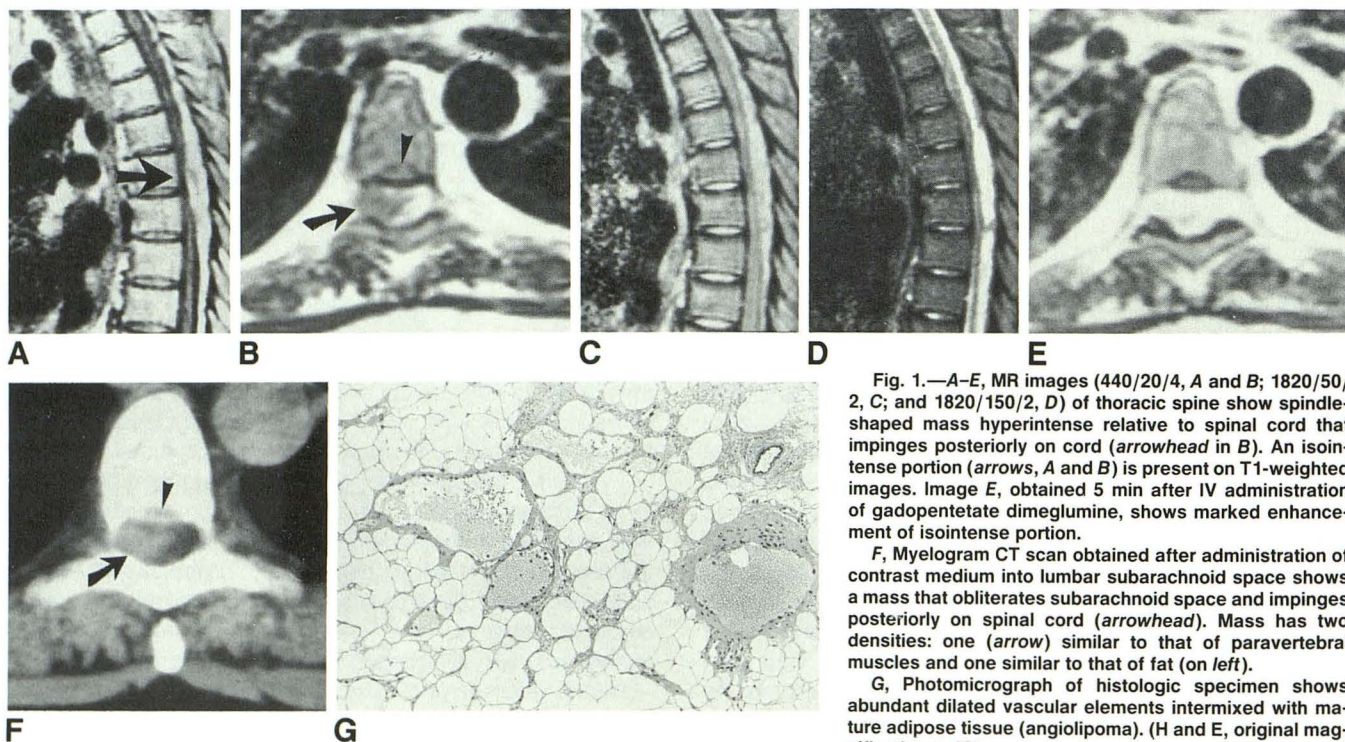 A
B
C
D
E
F
G
Fig. 1.—A–E, MR images (440/20/4, A and B; 1820/50/
2, C; and 1820/150/2, D) of thoracic spine show spindle-
shaped mass hyperintense relative to spinal cord that
impinges posteriorly on cord (arrowhead in B). An isoin-
tense portion (arrows, A and B) is present on T1-weighted
images. Image E, obtained 5 min after IV administration
of gadopentetate dimeglumine, shows marked enhance-
ment of isointense portion.
F, Myelogram CT scan obtained after administration of
contrast medium into lumbar subarachnoid space shows
a mass that obliterates subarachnoid space and impinges
posteriorly on spinal cord (arrowhead). Mass has two
densities: one (arrow) similar to that of paravertebral
muscles and one similar to that of fat (on left).
G, Photomicrograph of histologic specimen shows
abundant dilated vascular elements intermixed with ma-
ture adipose tissue (angiolipoma). (H and E, original mag-